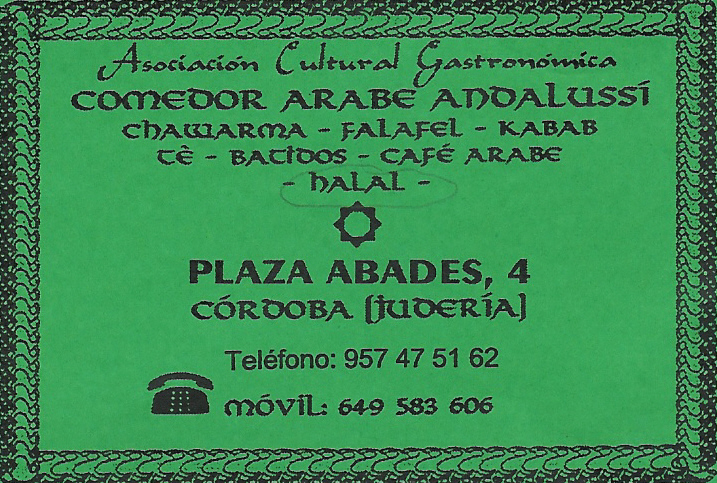 Asociación Cultural Gastronómica
COMEDOR ARABE ANDALUSSÍ
CHAWARMA - FALAFEL - KABAB
TÈ - BATIDOS - CAFÉ ARABE
- HALAL -
PLAZA ABADES, 4
CÓRDOBA (JUDERÍA)
Teléfono: 957 47 51 62
MÓVIL: 649 583 606